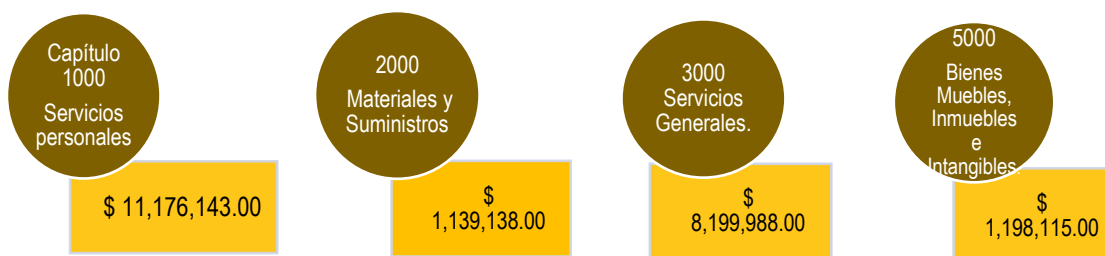 Capítulo
1000
Servicios
personales
$ 11,176,143.00
2000
Materiales y
Suministros
$
1,139,138.00
3000
Servicios
Generales.
$
8,199,988.00
5000
Bienes
Muebles,
Inmuebles
e
Intangibles.
$
1,198,115.00